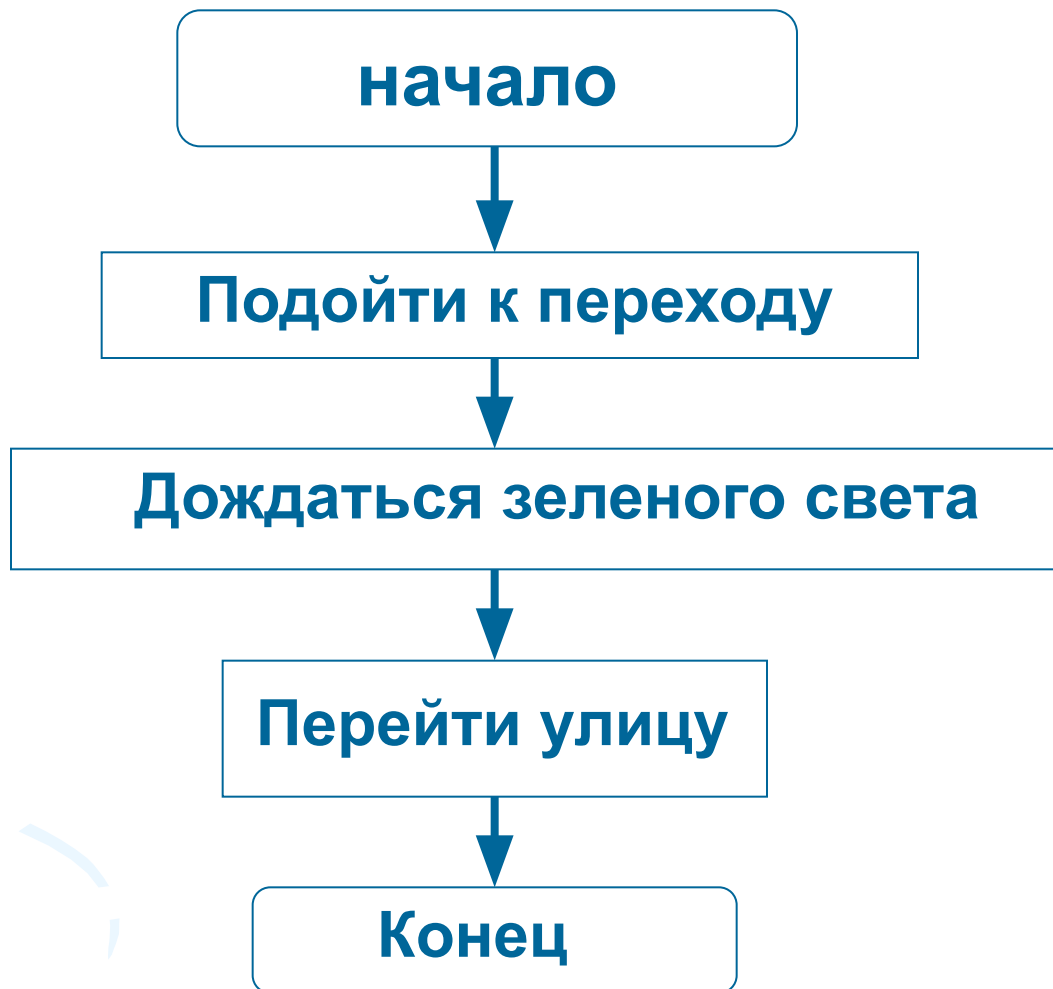 начало
Подойти к переходу
Дождаться зеленого света
Перейти улицу
Конец